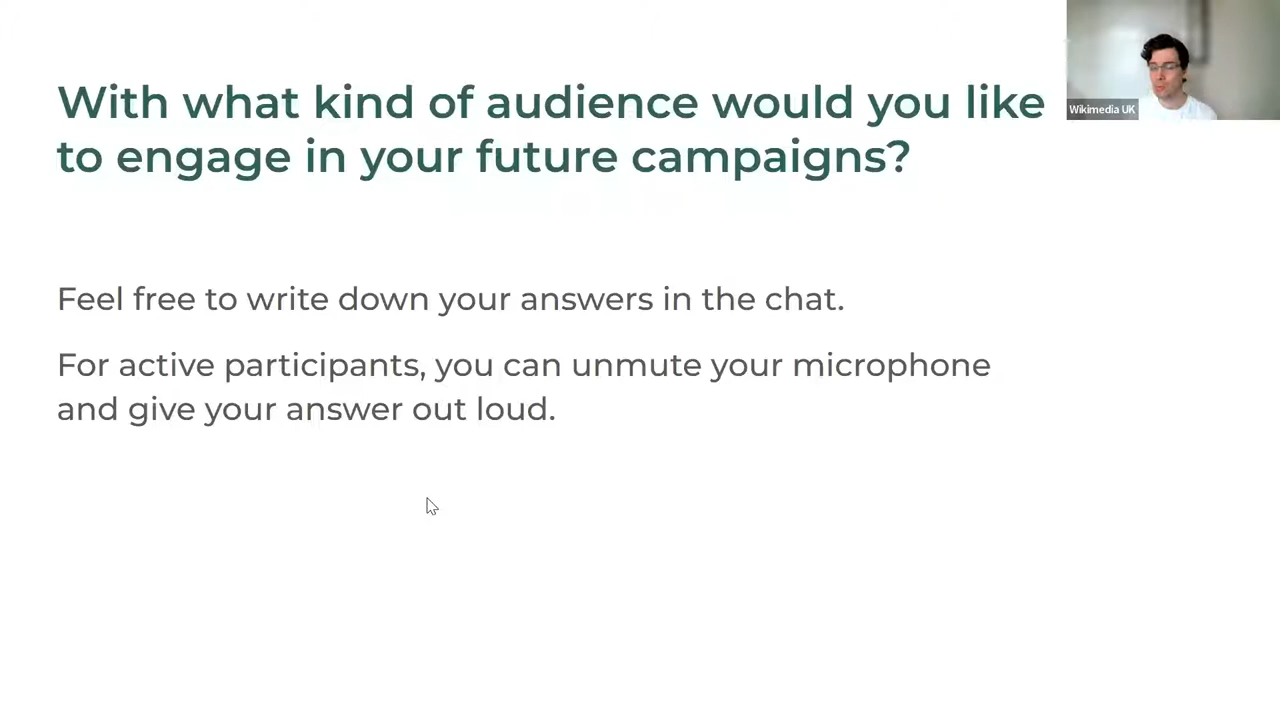 With what kind of audience would you like
to engage in your future campaigns?
Wikimedia UK
Feel free to write down your answers in the chat.
For active participants, you can unmute your microphone
and give your answer out loud.